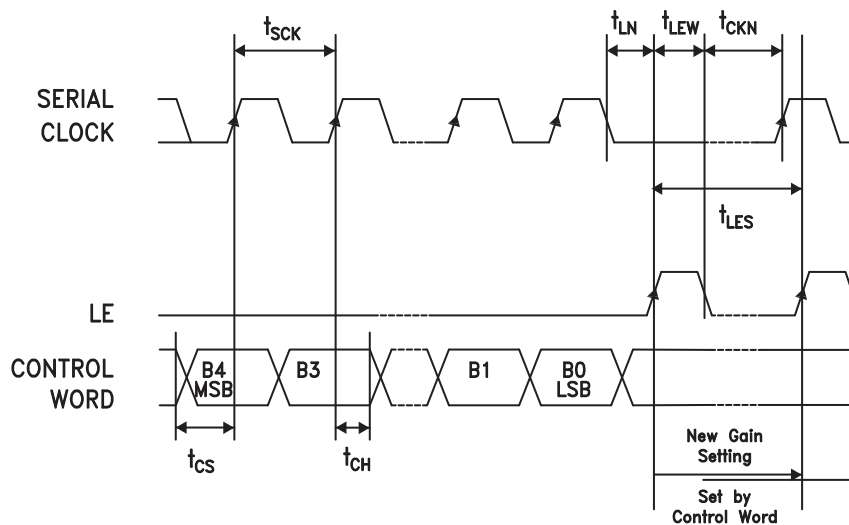 tSCK
tLN
tLEW
tCKN
SERIAL
CLOCK
tLES
LE
CONTROL
WORD
B4
MSB
B3
B1
B0
LSB
tCS
tCH
New Gain
Setting
Set by
Control Word